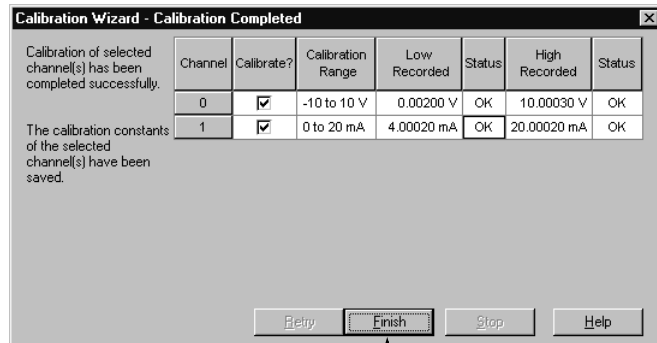 Calibration Wizard - Calibration Completed
Calibration of selected
channel(s) has been
completed successfully.
The calibration constants
of the selected
channel(s) have been
saved.
Channel Calibrate? Calibration Range Low Recorded Status High Recorded Status
0 -10 to 10 V 0.00200 V OK 10.00030 V OK
1 0 to 20 mA 4.00020 mA OK 20.00020 mA OK
Retry Finish Stop Help